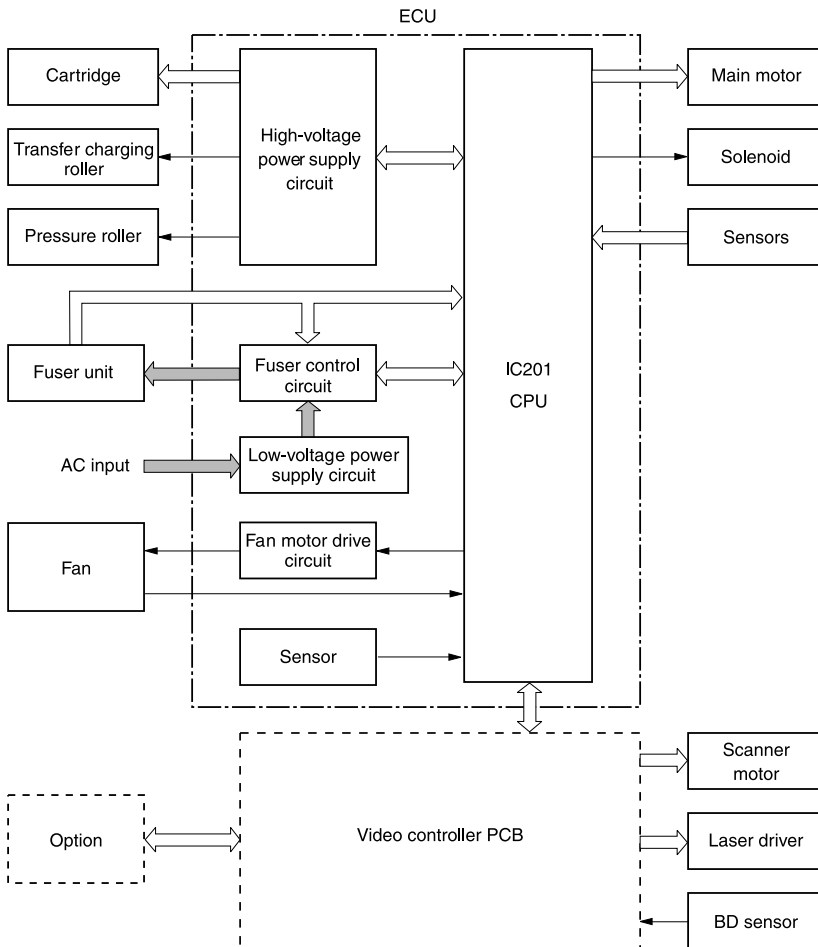 ECU
Cartridge
Transfer charging
roller
Pressure roller
High-voltage
power supply
circuit
Main motor
Solenoid
Sensors
IC201
CPU
Fuser unit
Fuser control
circuit
AC input
Low-voltage power
supply circuit
Fan
Fan motor drive
circuit
Sensor
Option
Video controller PCB
Scanner
motor
Laser driver
BD sensor